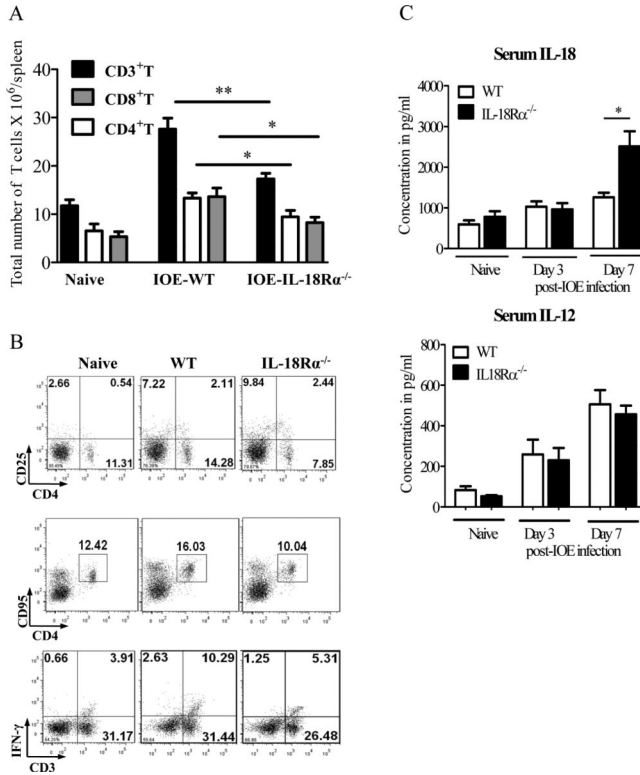 A
CD3+T
CD8+T
CD4+T
Total number of T cells X 10⁶/spleen
40
30
20
10
0
**
*
*
Naive
IOE-WT
IOE-IL-18Rα⁻/⁻
B
Naive
WT
IL-18Rα⁻/⁻
2.66 0.54
11.31
7.22 2.11
14.28
9.84 2.44
7.85
CD25
CD4
12.42
16.03
10.04
CD95
CD4
0.66 3.91
31.17
2.63 10.29
31.44
1.25 5.31
26.48
IFN-γ
CD3
C
Serum IL-18
WT
IL-18Rα⁻/⁻
Concentration in pg/ml
4000
3000
2000
1000
0
*
Naive
Day 3
Day 7
post-IOE infection
Serum IL-12
WT
IL18Rα⁻/⁻
Concentration in pg/ml
800
600
400
200
0
Naive
Day 3
Day 7
post-IOE infection